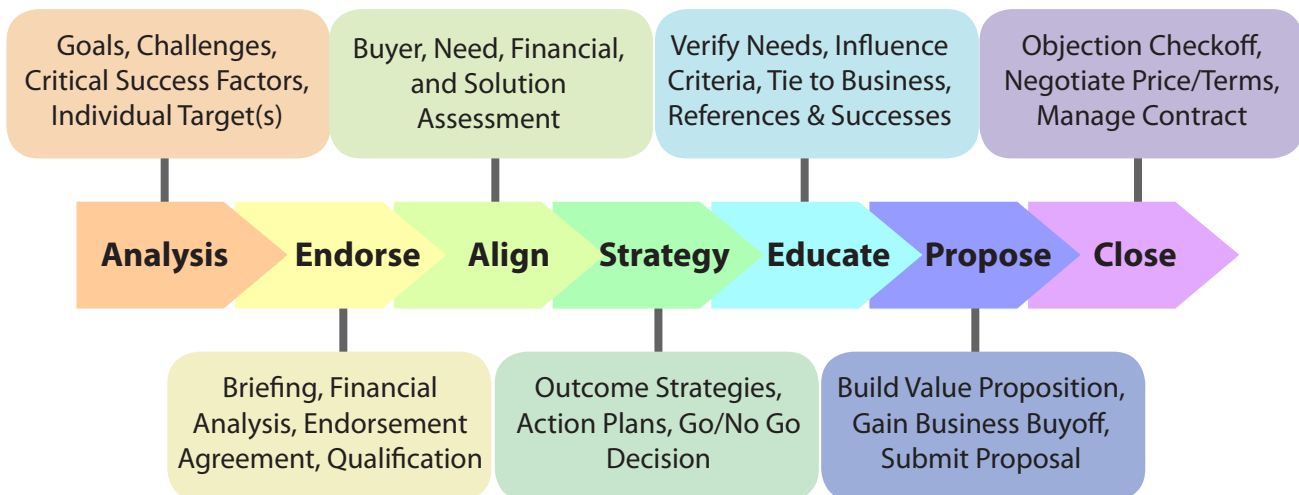 Goals, Challenges,
Critical Success Factors,
Individual Target(s)
Buyer, Need, Financial,
and Solution
Assessment
Verify Needs, Influence
Criteria, Tie to Business,
References & Successes
Objection Checkoff,
Negotiate Price/Terms,
Manage Contract
Analysis
Endorse
Align
Strategy
Educate
Propose
Close
Briefing, Financial
Analysis, Endorsement
Agreement, Qualification
Outcome Strategies,
Action Plans, Go/No Go
Decision
Build Value Proposition,
Gain Business Buyoff,
Submit Proposal